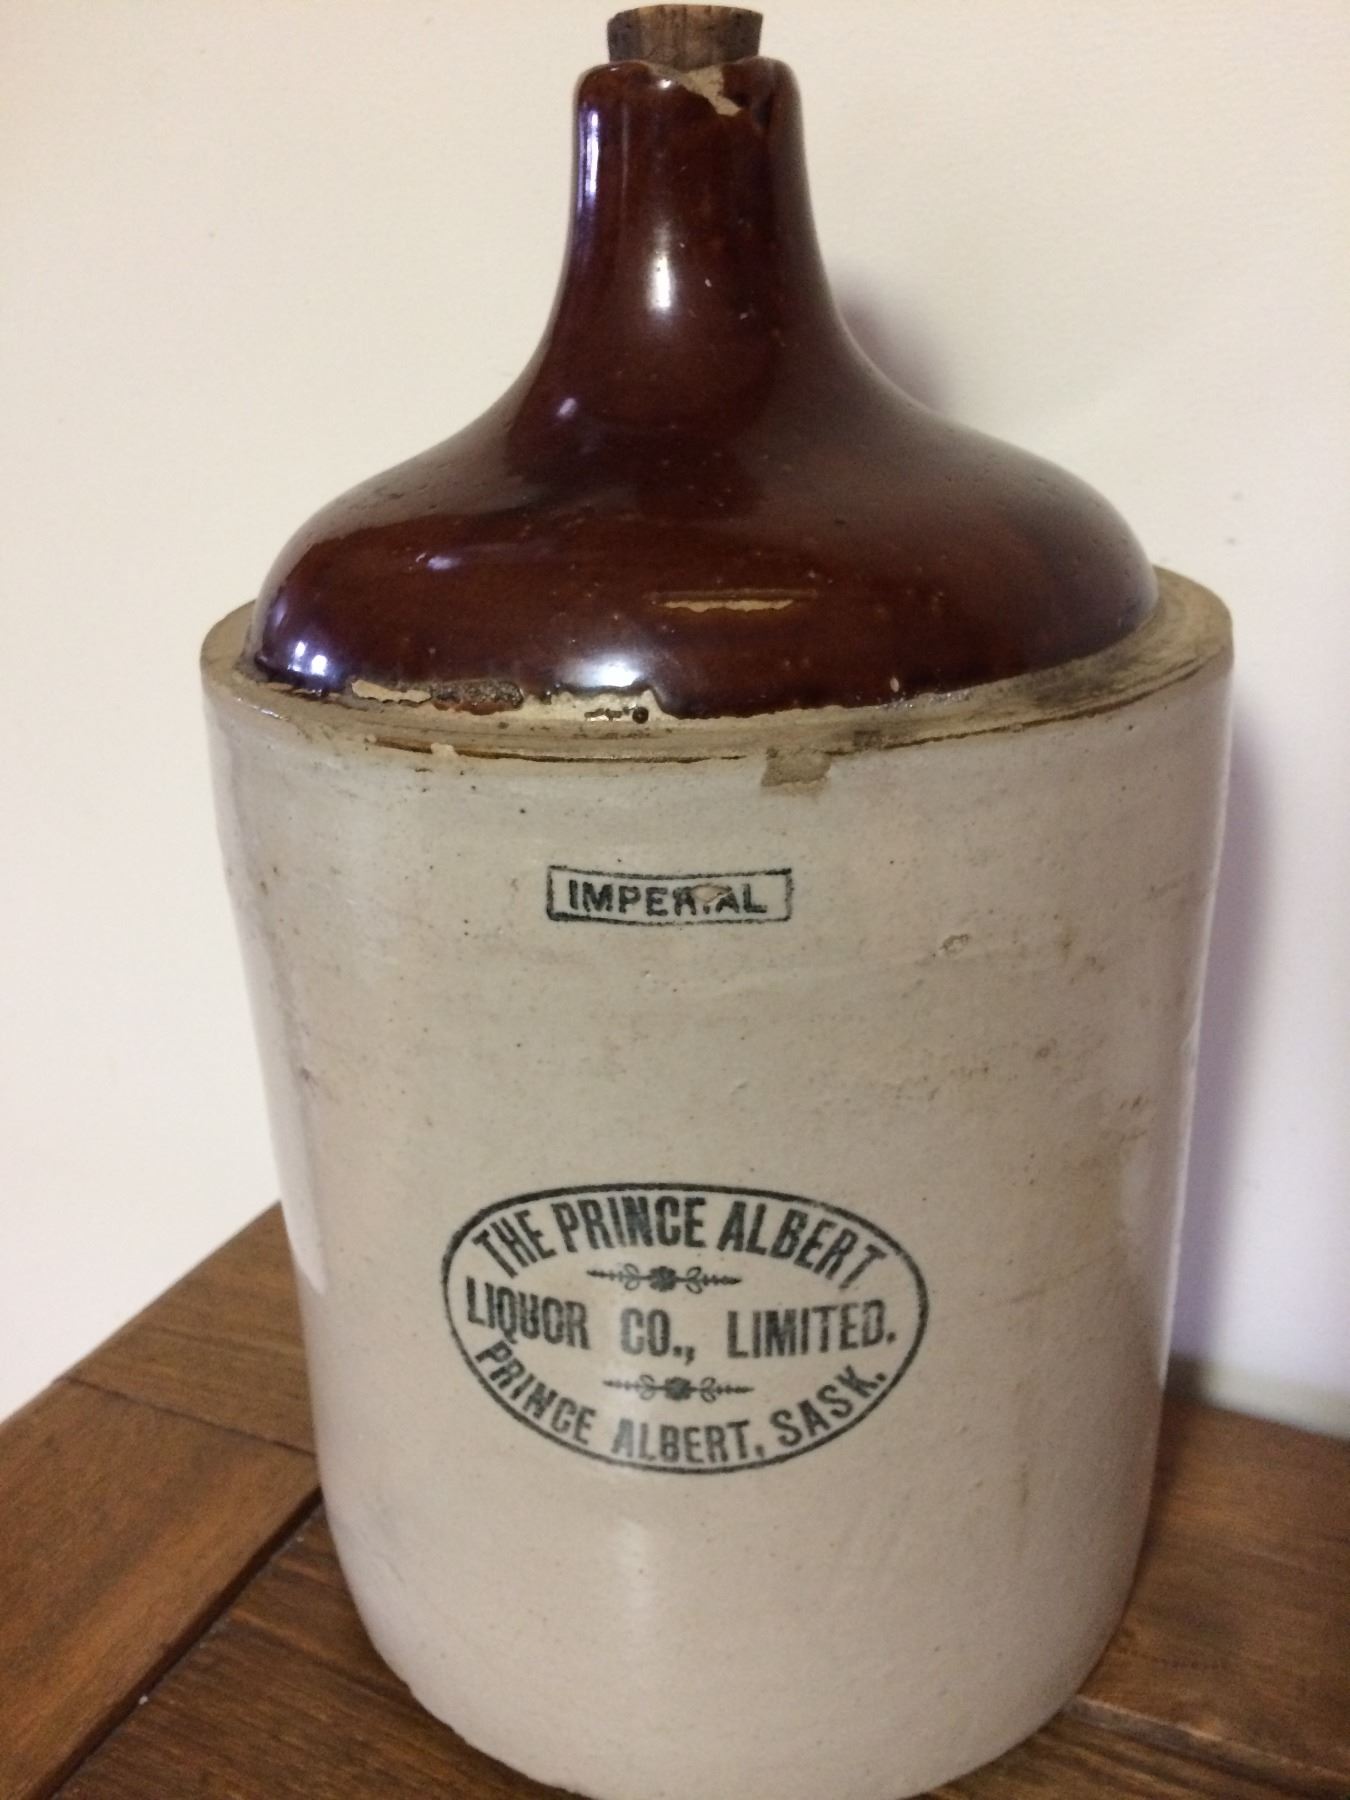 IMPERIAL
THE PRINCE ALBERT
LIQUOR CO., LIMITED.
PRINCE ALBERT, SASK.